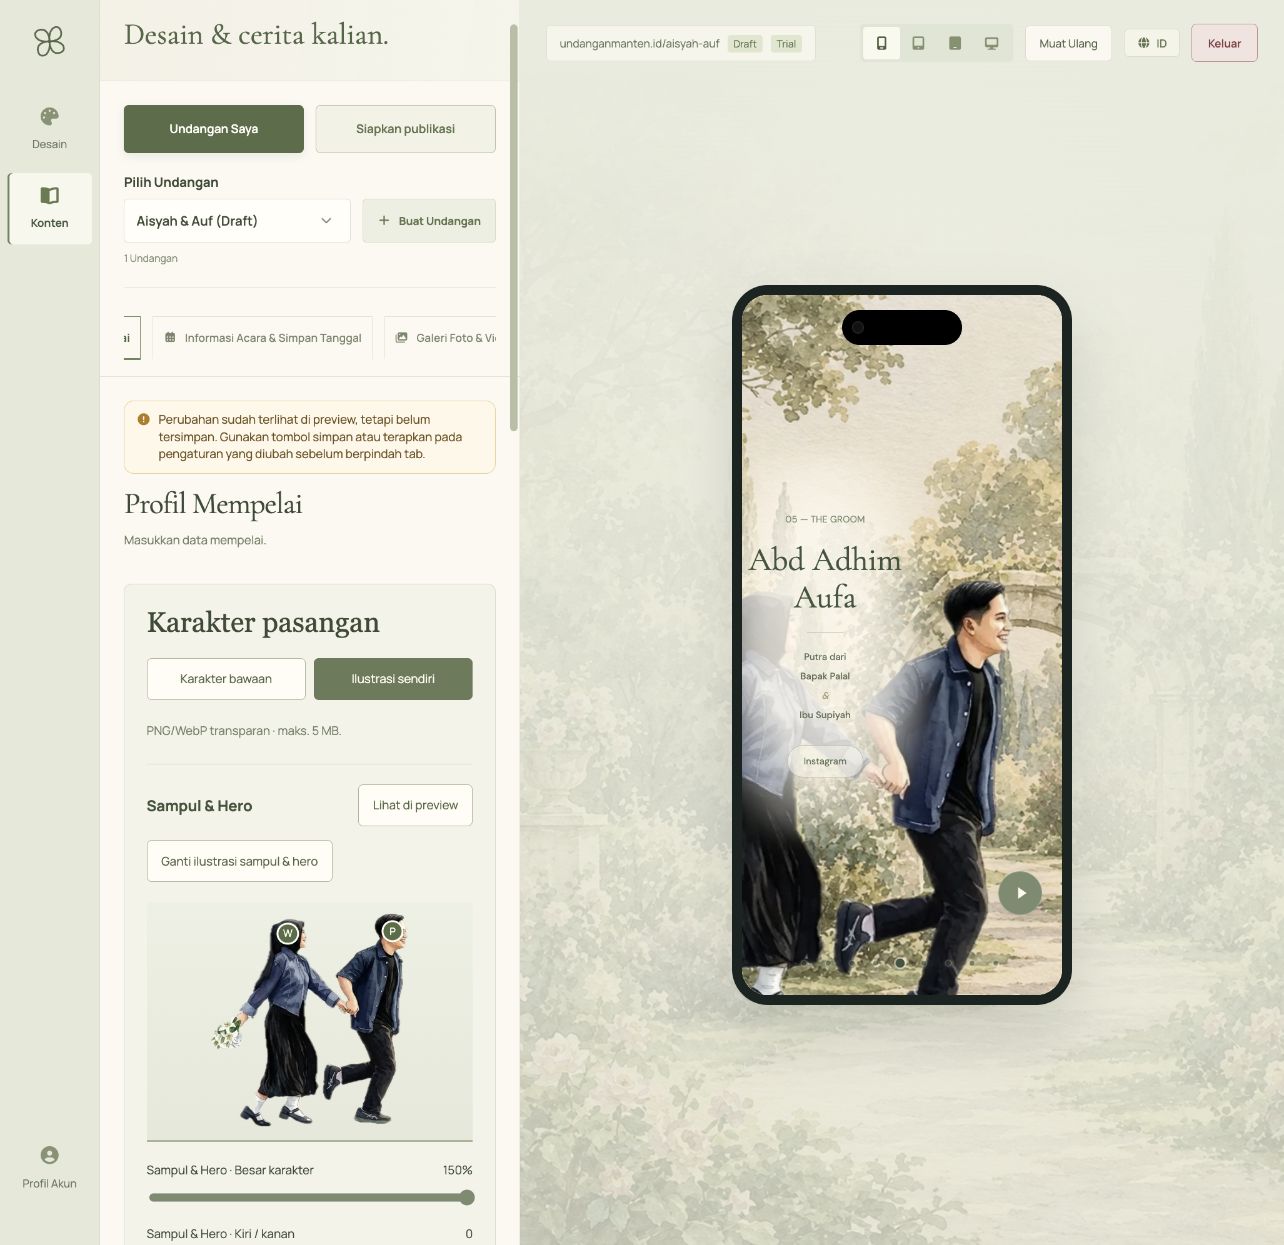 Desain & cerita kalian.
Desain
Konten
Profil Akun
Undangan Saya
Siapkan publikasi
Pilih Undangan
Aisyah & Auf (Draft)
Buat Undangan
1 Undangan
ai
Informasi Acara & Simpan Tanggal
Galeri Foto & Vi
Perubahan sudah terlihat di preview, tetapi belum
tersimpan. Gunakan tombol simpan atau terapkan pada
pengaturan yang diubah sebelum berpindah tab.
Profil Mempelai
Masukkan data mempelai.
Karakter pasangan
Karakter bawaan
Ilustrasi sendiri
PNG/WebP transparan · maks. 5 MB.
Sampul & Hero
Lihat di preview
Ganti ilustrasi sampul & hero
W
P
Sampul & Hero · Besar karakter
150%
Sampul & Hero · Kiri / kanan
0
undanganmanten.id/aisyah-auf
Draft
Trial
Muat Ulang
ID
Keluar
05 — THE GROOM
Abd Adhim
Aufa
Putra dari
Bapak Palal
&
Ibu Supiyah
Instagram